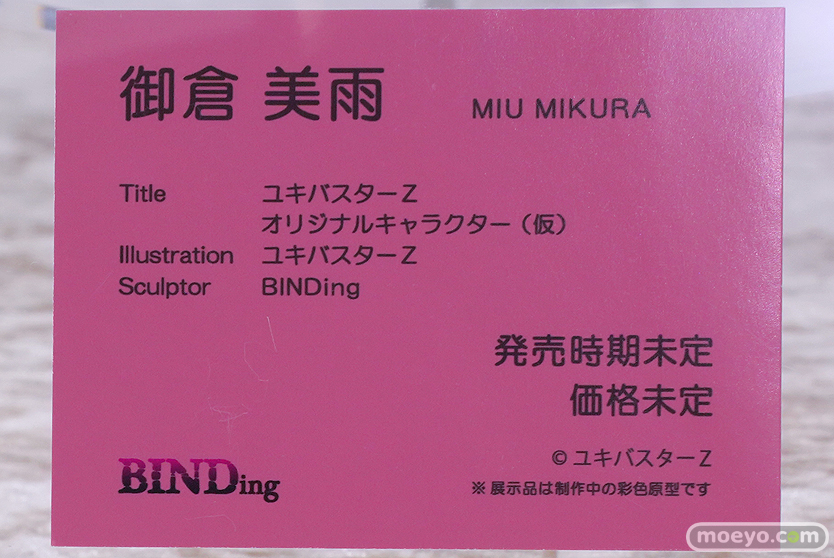 御倉 美雨 MIU MIKURA
Title ユキバスターZ
オリジナルキャラクター（仮）
Illustration ユキバスターZ
Sculptor BINDing
発売時期未定
価格未定
© ユキバスターZ
BINDing
※ 展示品は制作中の彩色原型です
moeyo.com